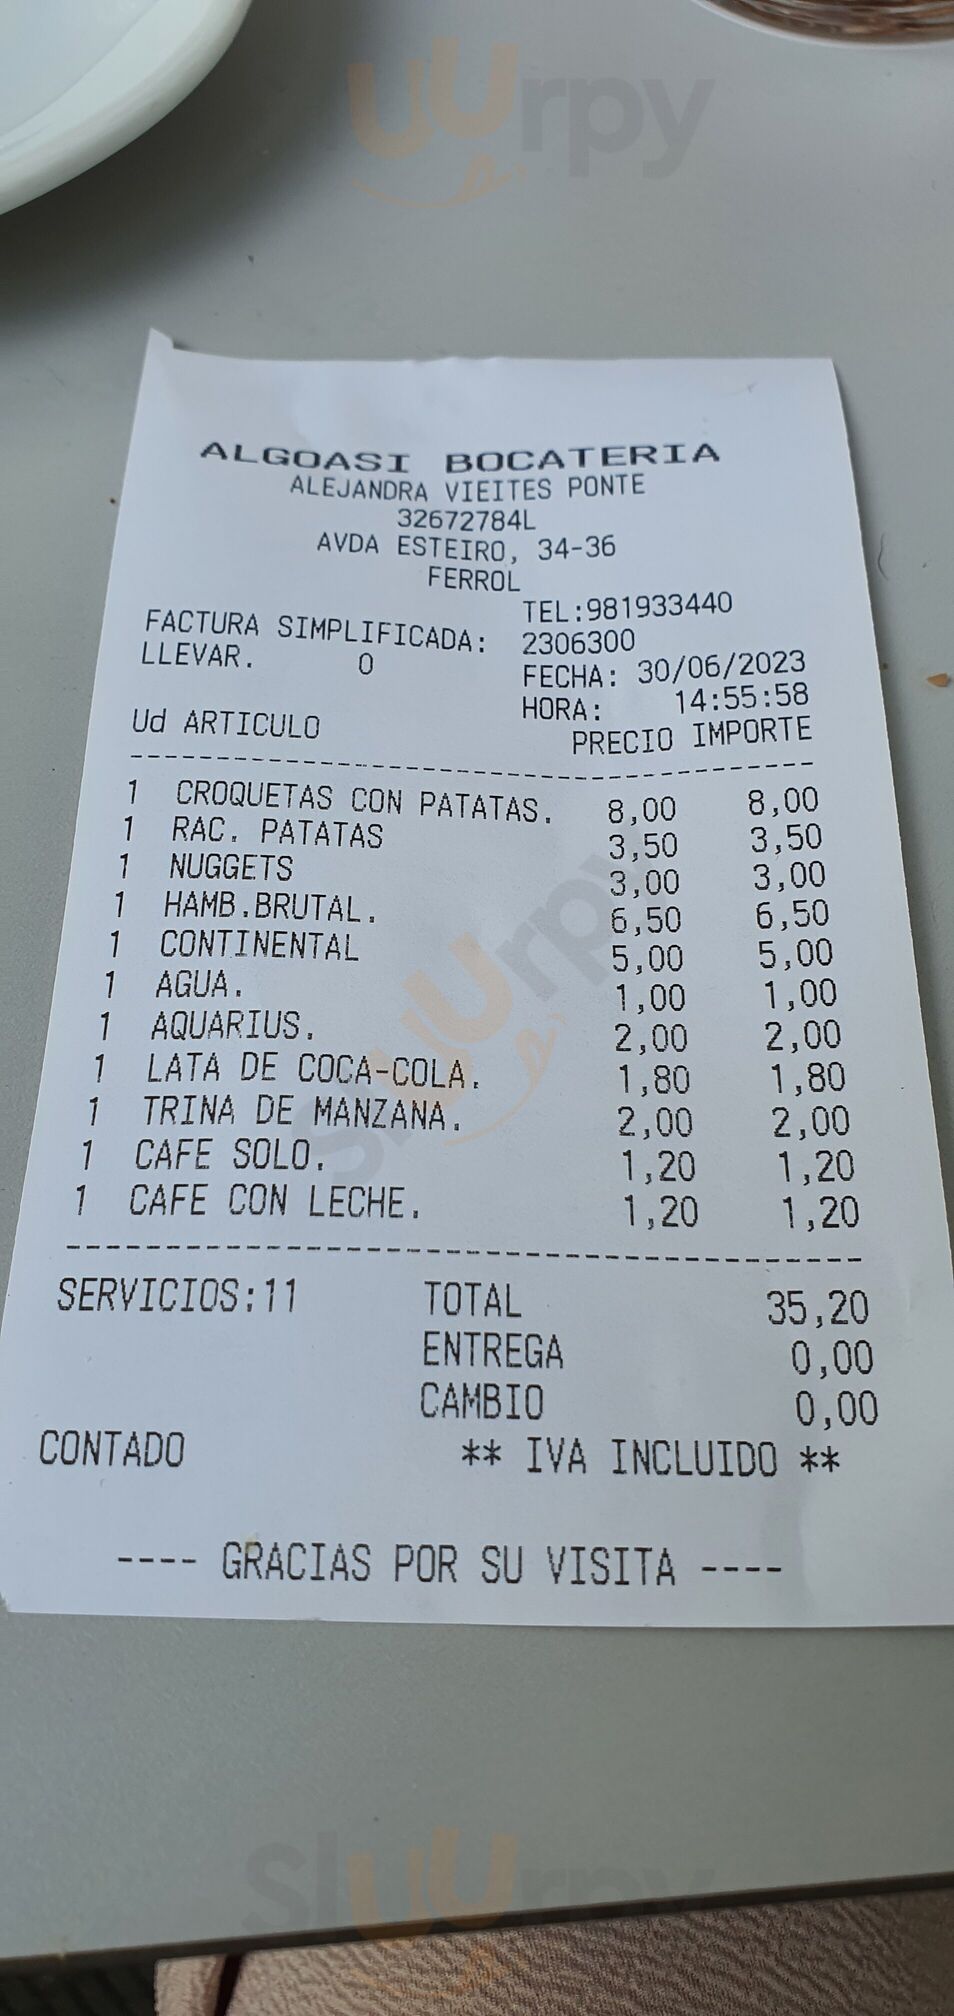 Slurpy
ALGOASI BOCATERIA
ALEJANDRA VIEITES PONTE
32672784L
AVDA ESTEIRO, 34-36
FERROL
TEL:981933440
FACTURA SIMPLIFICADA: 2306300
LLEVAR. 0 FECHA: 30/06/2023
HORA: 14:55:58
Ud ARTICULO PRECIO IMPORTE
1 CROQUETAS CON PATATAS. 8,00 8,00
1 RAC. PATATAS 3,50 3,50
1 NUGGETS 3,00 3,00
1 HAMB.BRUTAL. 6,50 6,50
1 CONTINENTAL 5,00 5,00
1 AGUA. 1,00 1,00
1 AQUARIUS. 2,00 2,00
1 LATA DE COCA-COLA. 1,80 1,80
1 TRINA DE MANZANA. 2,00 2,00
1 CAFE SOLO. 1,20 1,20
1 CAFE CON LECHE. 1,20 1,20
SERVICIOS:11 TOTAL 35,20
ENTREGA 0,00
CAMBIO 0,00
CONTADO ** IVA INCLUIDO **
---- GRACIAS POR SU VISITA ----
Sluurpy